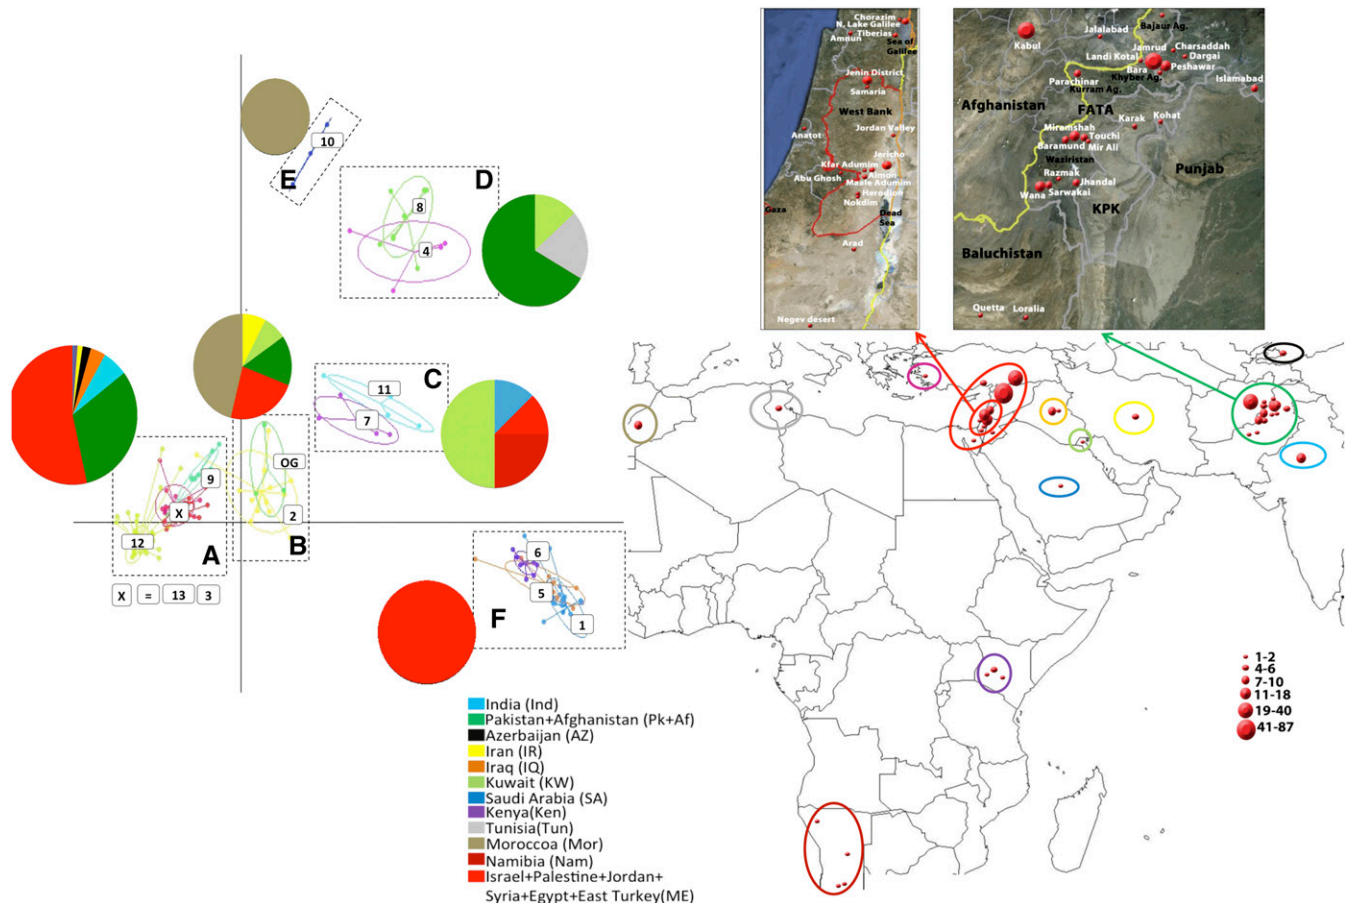 10
E
D
8
4
C
11
7
OG
2
B
9
X
12
A
X = 13 3
6
5
1
F
India (Ind)
Pakistan+Afghanistan (Pk+Af)
Azerbaijan (AZ)
Iran (IR)
Iraq (IQ)
Kuwait (KW)
Saudi Arabia (SA)
Kenya(Ken)
Tunisia(Tun)
Moroccoa (Mor)
Namibia (Nam)
Israel+Palestine+Jordan+
Syria+Egypt+East Turkey(ME)
Chorazim
N. Lake Galilee
Tiberias
Amnun
Sea of
Galilee
Jenin District
Samaria
West Bank
Anatot
Jordan Valley
Jericho
Kfar Adumim
Almon
Abu Ghosh
Maale Adumim
Herodion
Nokdim
Gaza
Dead
Sea
Arad
Negev desert
Bajaur Ag.
Kabul
Jalalabad
Jamrud
Charsaddah
Landi Kotal
Dargai
Bara
Peshawar
Khyber Ag.
Parachinar
Islamabad
Kurram Ag.
Afghanistan
FATA
Karak
Kohat
Miramshah
Touchi
Baramund
Mir Ali
Waziristan
Punjab
Razmak
Jhandal
Wana
Sarwakai
KPK
Baluchistan
Quetta
Loralia
1-2
4-6
7-10
11-18
19-40
41-87